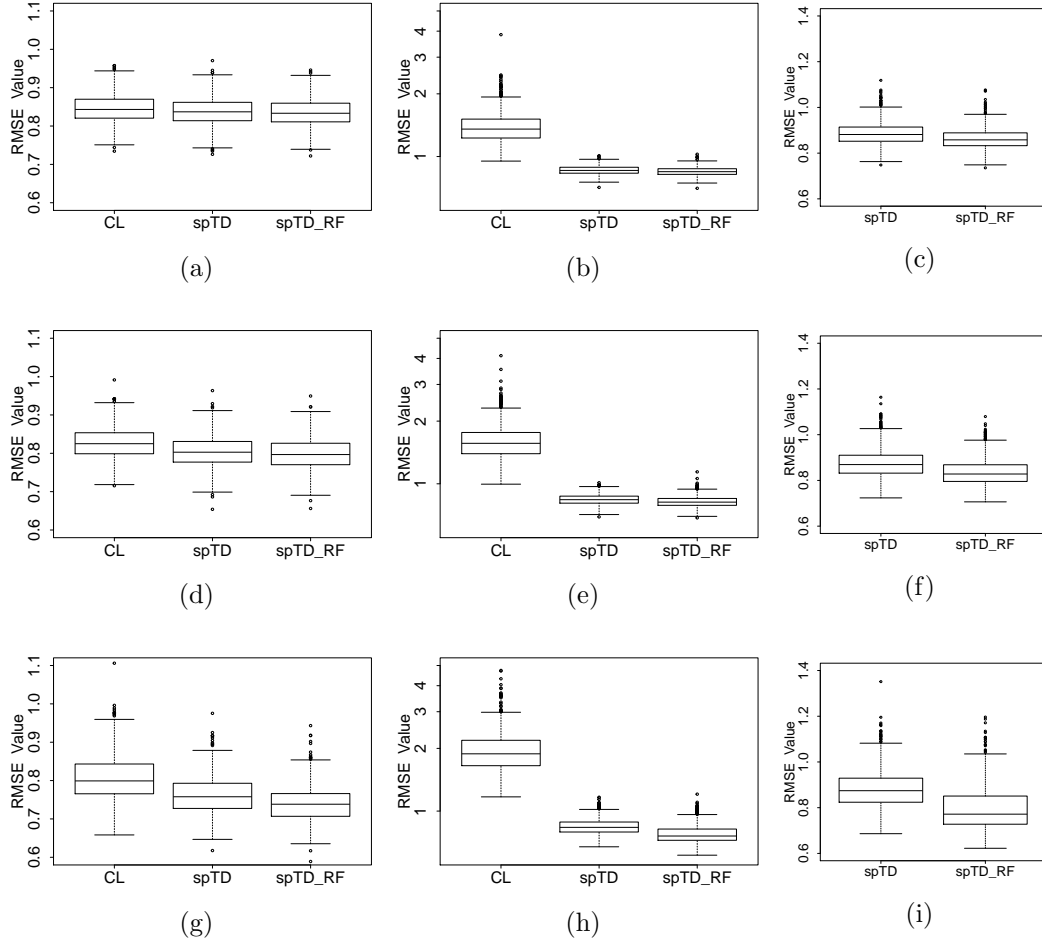 RMSE Value
0.6 0.7 0.8 0.9 1.0 1.1
CL spTD spTD_RF
(a)
RMSE Value
1 2 3 4
CL spTD spTD_RF
(b)
RMSE Value
0.6 0.8 1.0 1.2 1.4
spTD spTD_RF
(c)
RMSE Value
0.6 0.7 0.8 0.9 1.0 1.1
CL spTD spTD_RF
(d)
RMSE Value
1 2 3 4
CL spTD spTD_RF
(e)
RMSE Value
0.6 0.8 1.0 1.2 1.4
spTD spTD_RF
(f)
RMSE Value
0.6 0.7 0.8 0.9 1.0 1.1
CL spTD spTD_RF
(g)
RMSE Value
1 2 3 4
CL spTD spTD_RF
(h)
RMSE Value
0.6 0.8 1.0 1.2 1.4
spTD spTD_RF
(i)